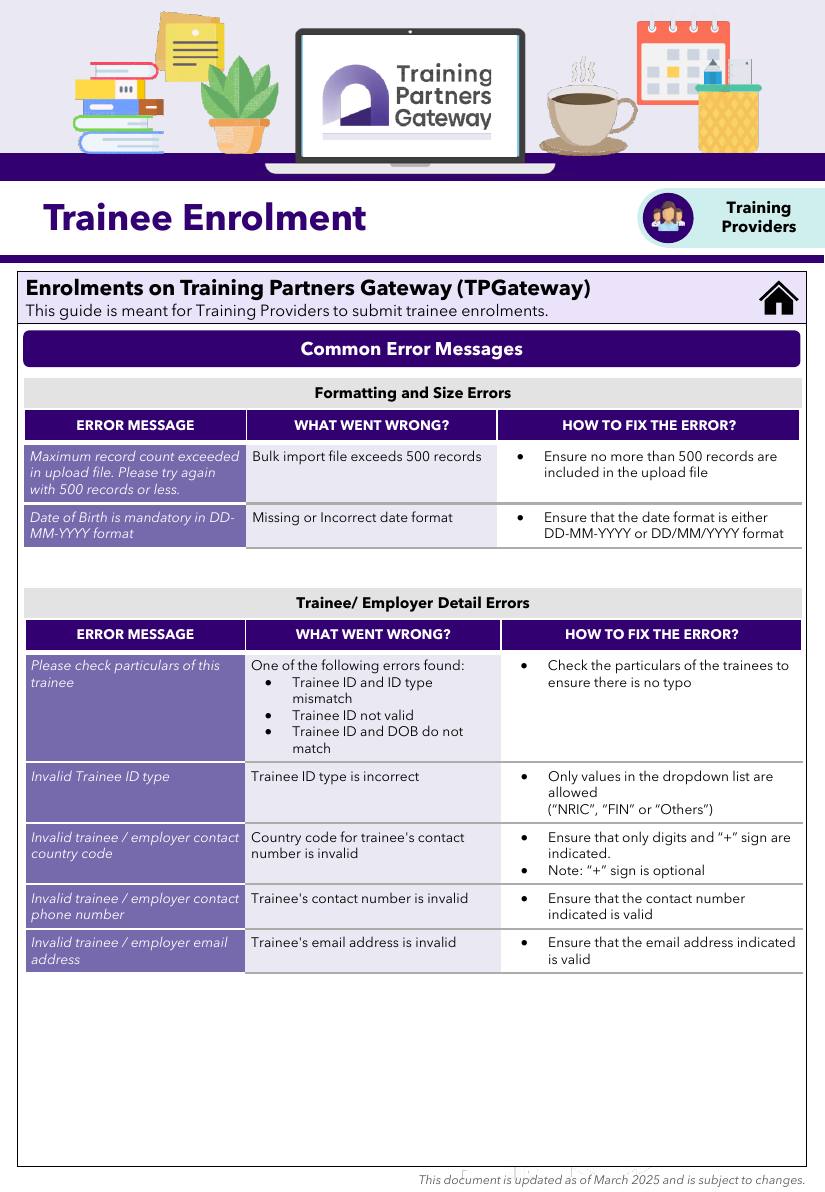 Training
Partners
Gateway
Trainee Enrolment
Training
Providers
Enrolments on Training Partners Gateway (TPGateway)
This guide is meant for Training Providers to submit trainee enrolments.
Common Error Messages
Formatting and Size Errors
ERROR MESSAGE
WHAT WENT WRONG?
HOW TO FIX THE ERROR?
Maximum record count exceeded
in upload file. Please try again
with 500 records or less.
Bulk import file exceeds 500 records
• Ensure no more than 500 records are
included in the upload file
Date of Birth is mandatory in DD-
MM-YYYY format
Missing or Incorrect date format
• Ensure that the date format is either
DD-MM-YYYY or DD/MM/YYYY format
Trainee/ Employer Detail Errors
ERROR MESSAGE
WHAT WENT WRONG?
HOW TO FIX THE ERROR?
Please check particulars of this
trainee
One of the following errors found:
• Trainee ID and ID type
mismatch
• Trainee ID not valid
• Trainee ID and DOB do not
match
• Check the particulars of the trainees to
ensure there is no typo
Invalid Trainee ID type
Trainee ID type is incorrect
• Only values in the dropdown list are
allowed
(“NRIC”, “FIN” or “Others”)
Invalid trainee / employer contact
country code
Country code for trainee's contact
number is invalid
• Ensure that only digits and “+” sign are
indicated.
• Note: “+” sign is optional
Invalid trainee / employer contact
phone number
Trainee's contact number is invalid
• Ensure that the contact number
indicated is valid
Invalid trainee / employer email
address
Trainee's email address is invalid
• Ensure that the email address indicated
is valid
This document is updated as of March 2025 and is subject to changes.